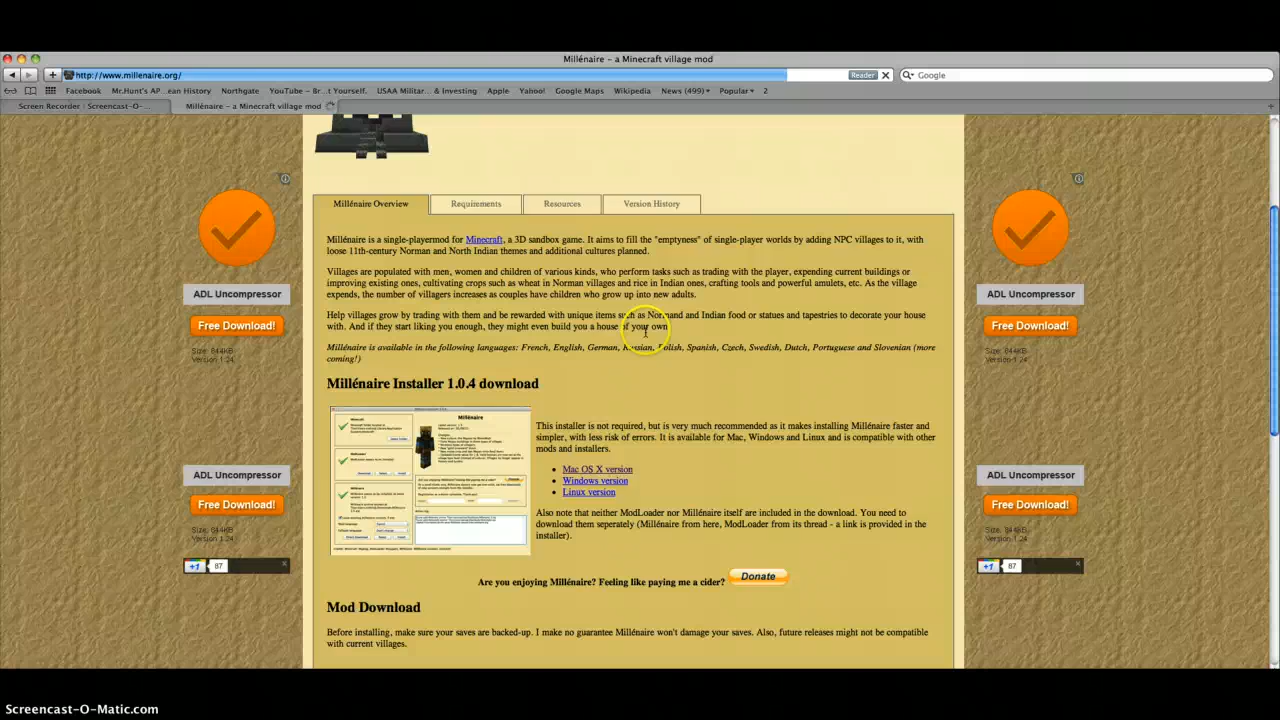 Millénaire – a Minecraft village mod
http://www.millenaire.org/
Reader
Google
Facebook Mr.Hunt's AP...ean History Northgate YouTube – Br...t Yourself. USAA Militar... & Investing Apple Yahoo! Google Maps Wikipedia News (499) Popular 2
Screen Recorder | Screencast-O-...
Millénaire – a Minecraft village mod
Millénaire Overview
Requirements
Resources
Version History
Millénaire is a single-playermod for Minecraft, a 3D sandbox game. It aims to fill the "emptyness" of single-player worlds by adding NPC villages to it, with
loose 11th-century Norman and North Indian themes and additional cultures planned.
Villages are populated with men, women and children of various kinds, who perform tasks such as trading with the player, expending current buildings or
improving existing ones, cultivating crops such as wheat in Norman villages and rice in Indian ones, crafting tools and powerful amulets, etc. As the village
expends, the number of villagers increases as couples have children who grow up into new adults.
Help villages grow by trading with them and be rewarded with unique items such as Normand and Indian food or statues and tapestries to decorate your house
with. And if they start liking you enough, they might even build you a house of your own
Millénaire is available in the following languages: French, English, German, Russian, Polish, Spanish, Czech, Swedish, Dutch, Portuguese and Slovenian (more
coming!)
Millénaire Installer 1.0.4 download
Millénaire
This installer is not required, but is very much recommended as it makes installing Millénaire faster and
simpler, with less risk of errors. It is available for Mac, Windows and Linux and is compatible with other
mods and installers.
Mac OS X version
Windows version
Linux version
Also note that neither ModLoader nor Millénaire itself are included in the download. You need to
download them seperately (Millénaire from here, ModLoader from its thread - a link is provided in the
installer).
Are you enjoying Millénaire? Feeling like paying me a cider? Donate
Mod Download
Before installing, make sure your saves are backed-up. I make no guarantee Millénaire won't damage your saves. Also, future releases might not be compatible
with current villages.
ADL Uncompressor
Free Download!
Size: 844KB
Version 1.24
ADL Uncompressor
Free Download!
Size: 844KB
Version 1.24
+1 87
ADL Uncompressor
Free Download!
Size: 844KB
Version 1.24
ADL Uncompressor
Free Download!
Size: 844KB
Version 1.24
+1 87
Screencast-O-Matic.com